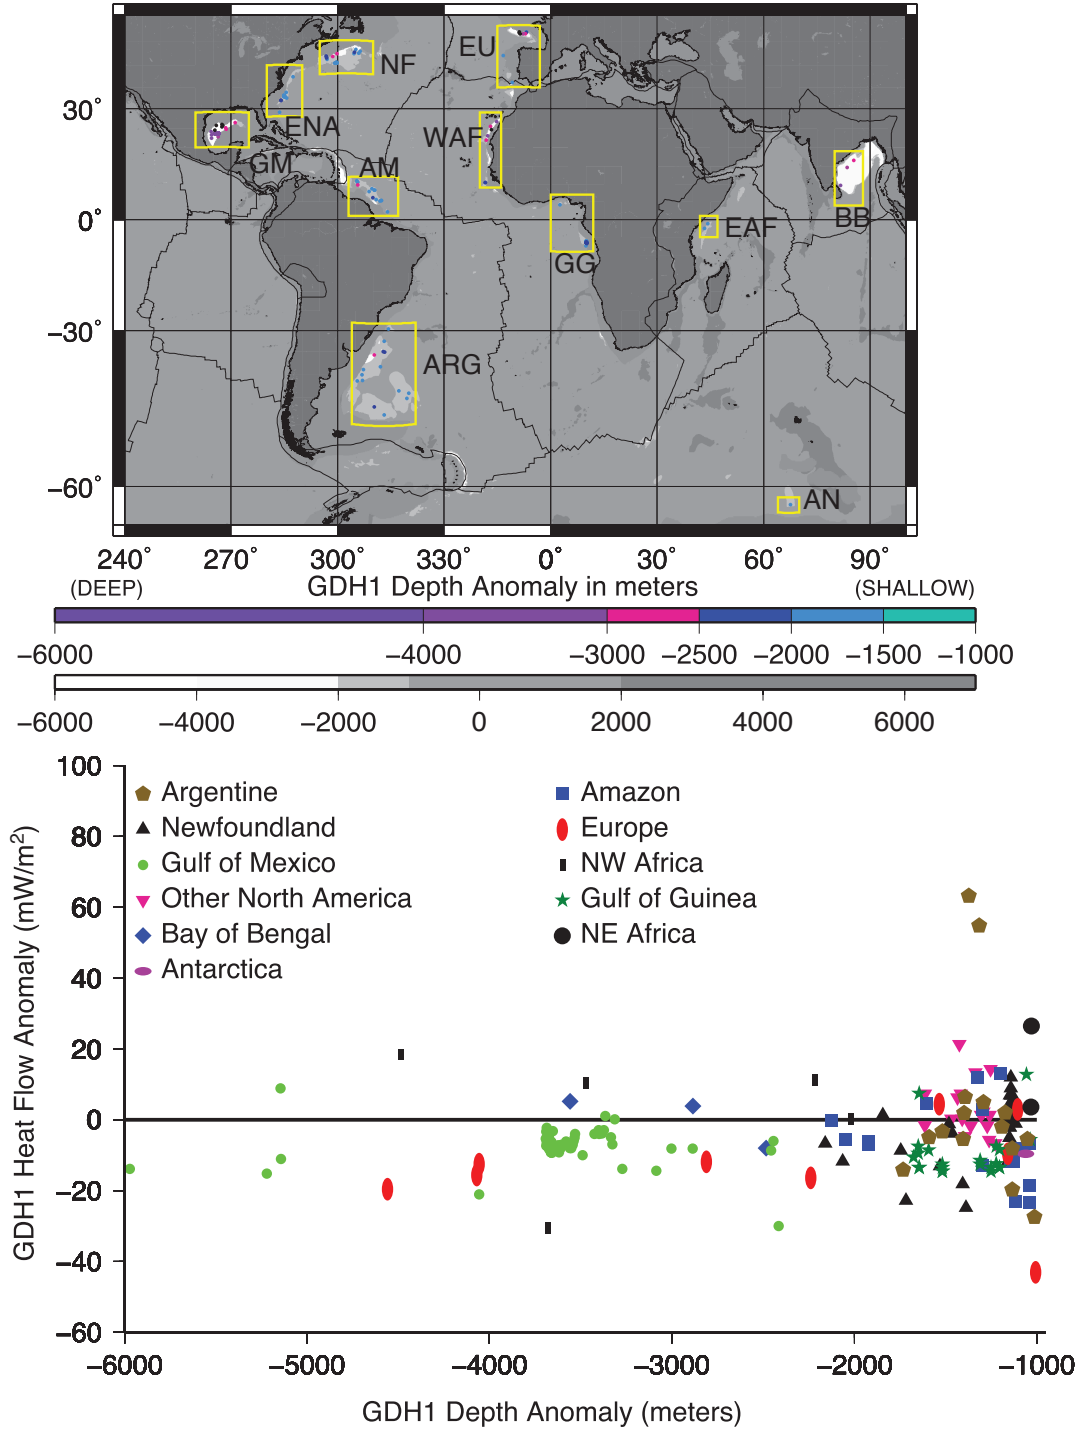 EU
NF
30°
ENA
WAF
GM
AM
0°
EAF
BB
GG
−30°
ARG
−60°
AN
240° 270° 300° 330° 0° 30° 60° 90°
(DEEP) GDH1 Depth Anomaly in meters (SHALLOW)
−6000 −4000 −3000 −2500 −2000 −1500 −1000
−6000 −4000 −2000 0 2000 4000 6000
100
Argentine Amazon
80
Newfoundland Europe
Gulf of Mexico NW Africa
60
Other North America Gulf of Guinea
Bay of Bengal NE Africa
40
Antarctica
20
0
−20
−40
−60
GDH1 Heat Flow Anomaly (mW/m²)
−6000 −5000 −4000 −3000 −2000 −1000
GDH1 Depth Anomaly (meters)